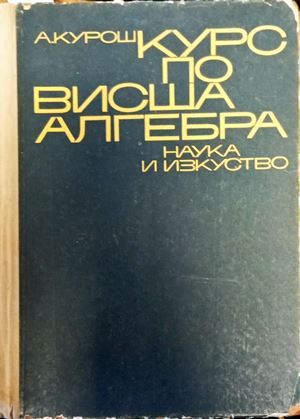 А.КУРОШ КУРС
ПО
ВИСША
АЛГЕБРА
НАУКА
И ИЗКУСТВО